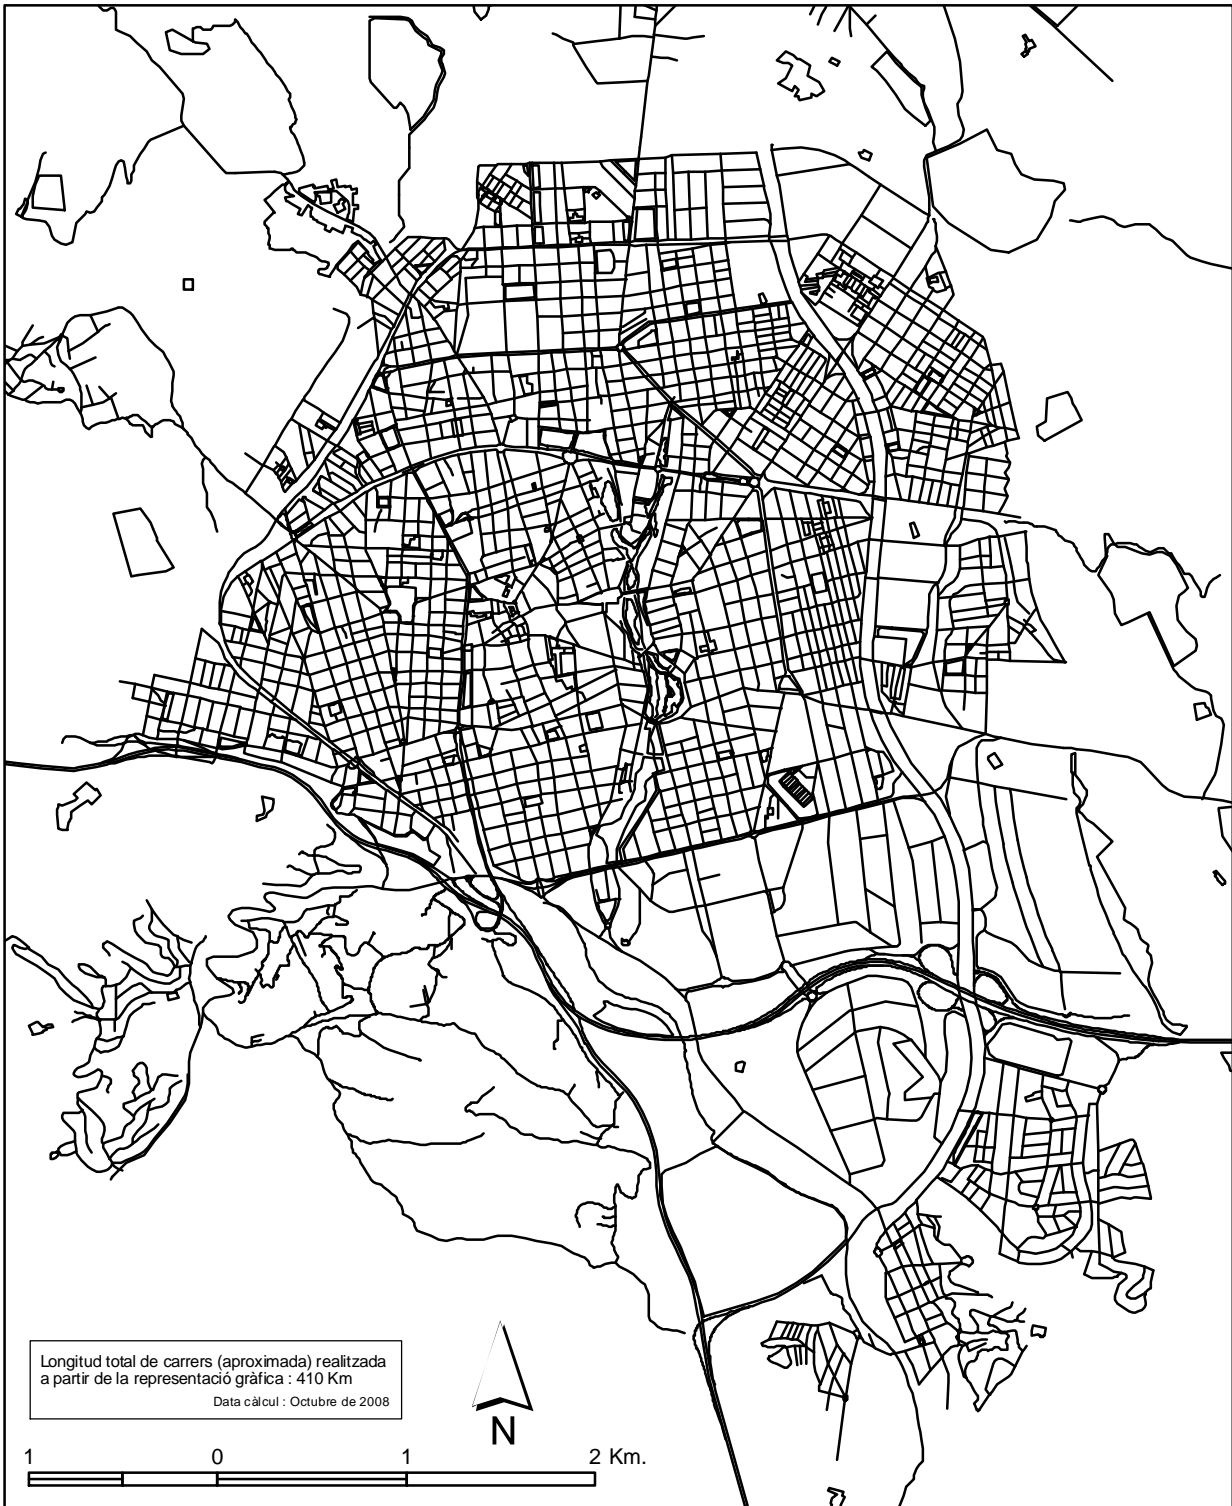 Longitud total de carrers (aproximada) realitzada
a partir de la representació gràfica : 410 Km
Data càlcul : Octubre de 2008
N
1 0 1 2 Km.